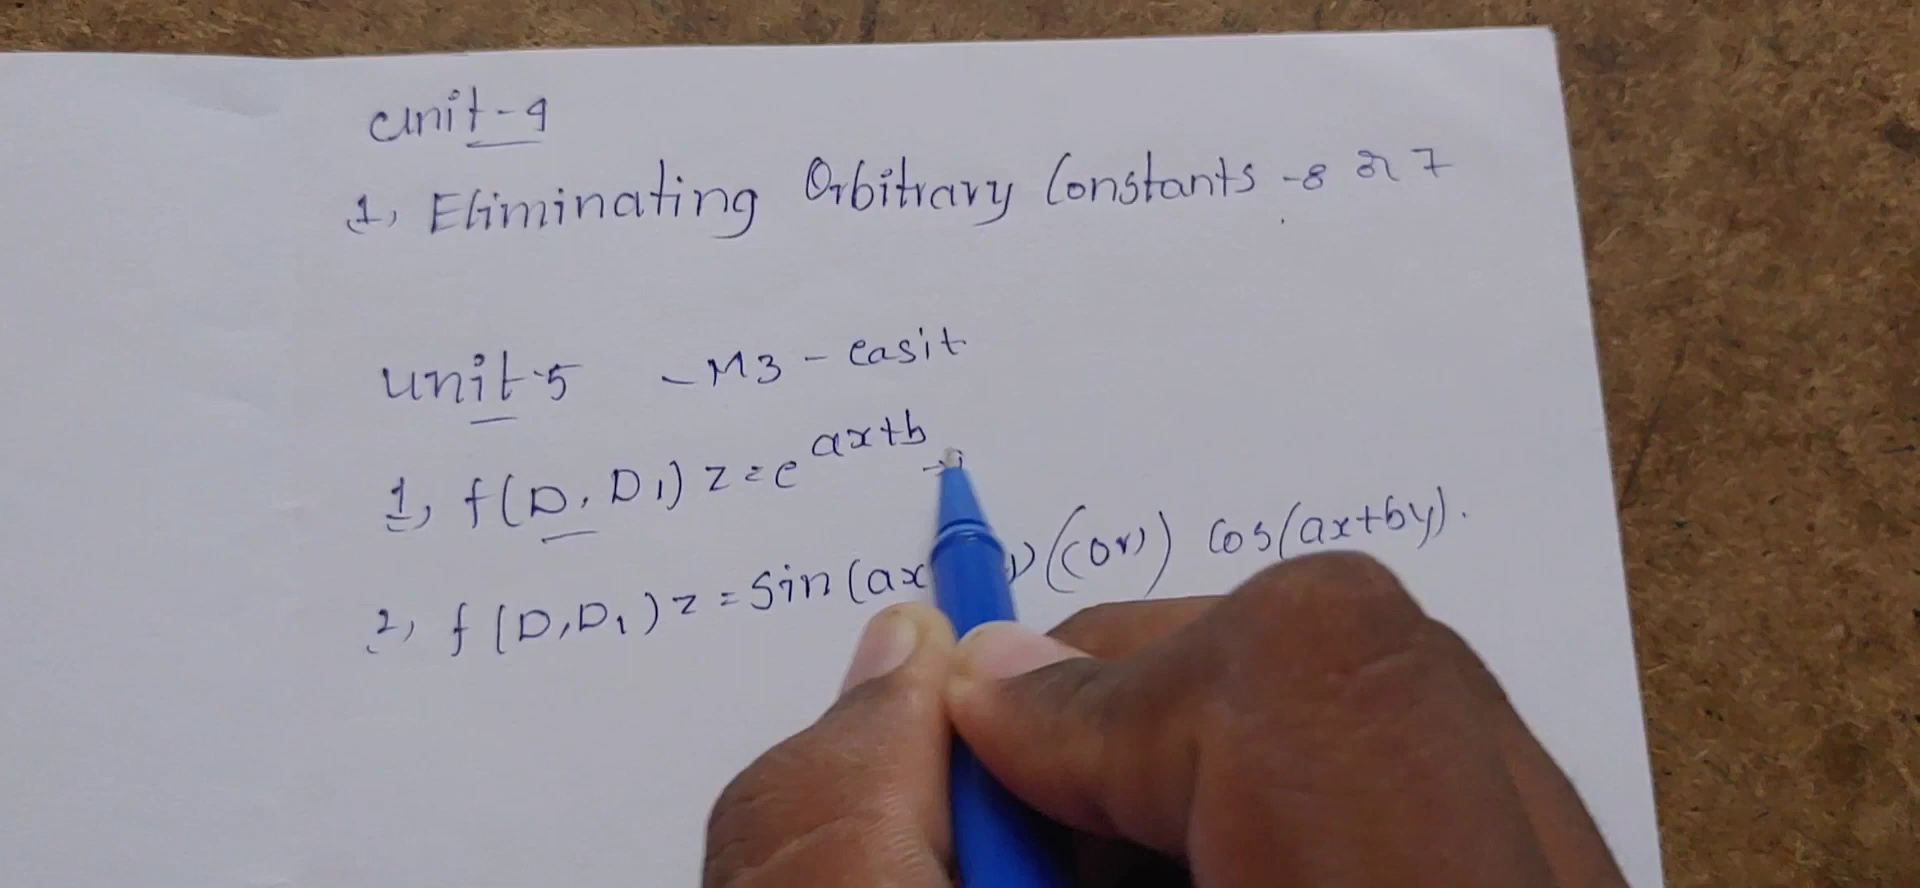 Unit-4
1, Eliminating Orbitrary Constants -8 or 7
Unit-5 - M3 - easit
1, f(D, D1) z = e ax+b
2, f(D,D1) z = Sin (ax (or) Cos(ax+by).